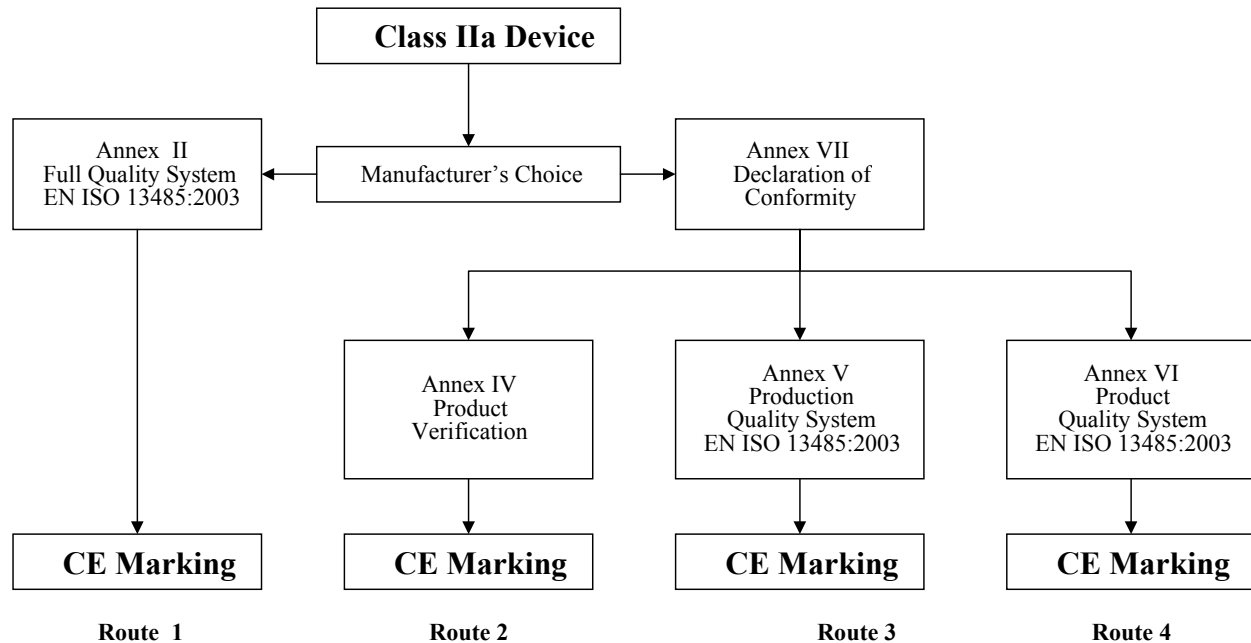 Class IIa Device
Annex II
Full Quality System
EN ISO 13485:2003
Manufacturer’s Choice
Annex VII
Declaration of
Conformity
Annex IV
Product
Verification
Annex V
Production
Quality System
EN ISO 13485:2003
Annex VI
Product
Quality System
EN ISO 13485:2003
CE Marking
CE Marking
CE Marking
CE Marking
Route 1
Route 2
Route 3
Route 4